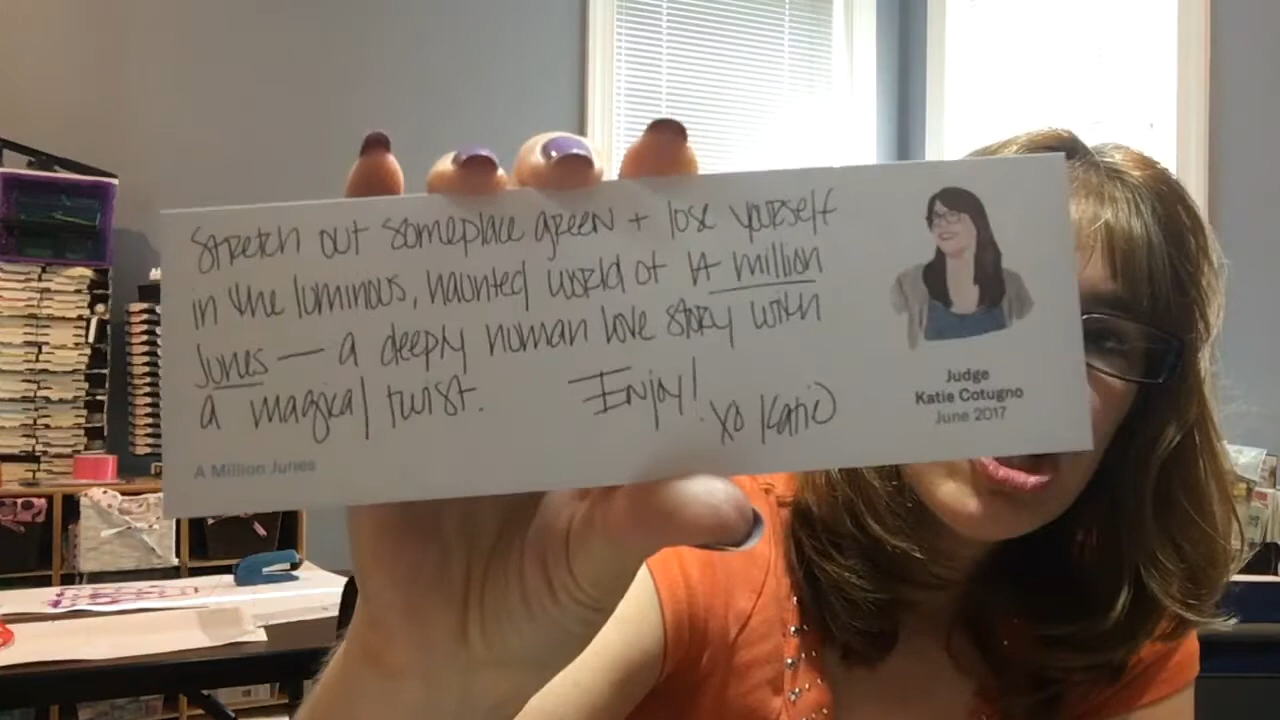 Stretch out someplace green + lose yourself
in the luminous, haunted world of A million
Junes — a deeply human love story with
a magical twist. Enjoy! xo Katie
A Million Junes
Judge
Katie Cotugno
June 2017